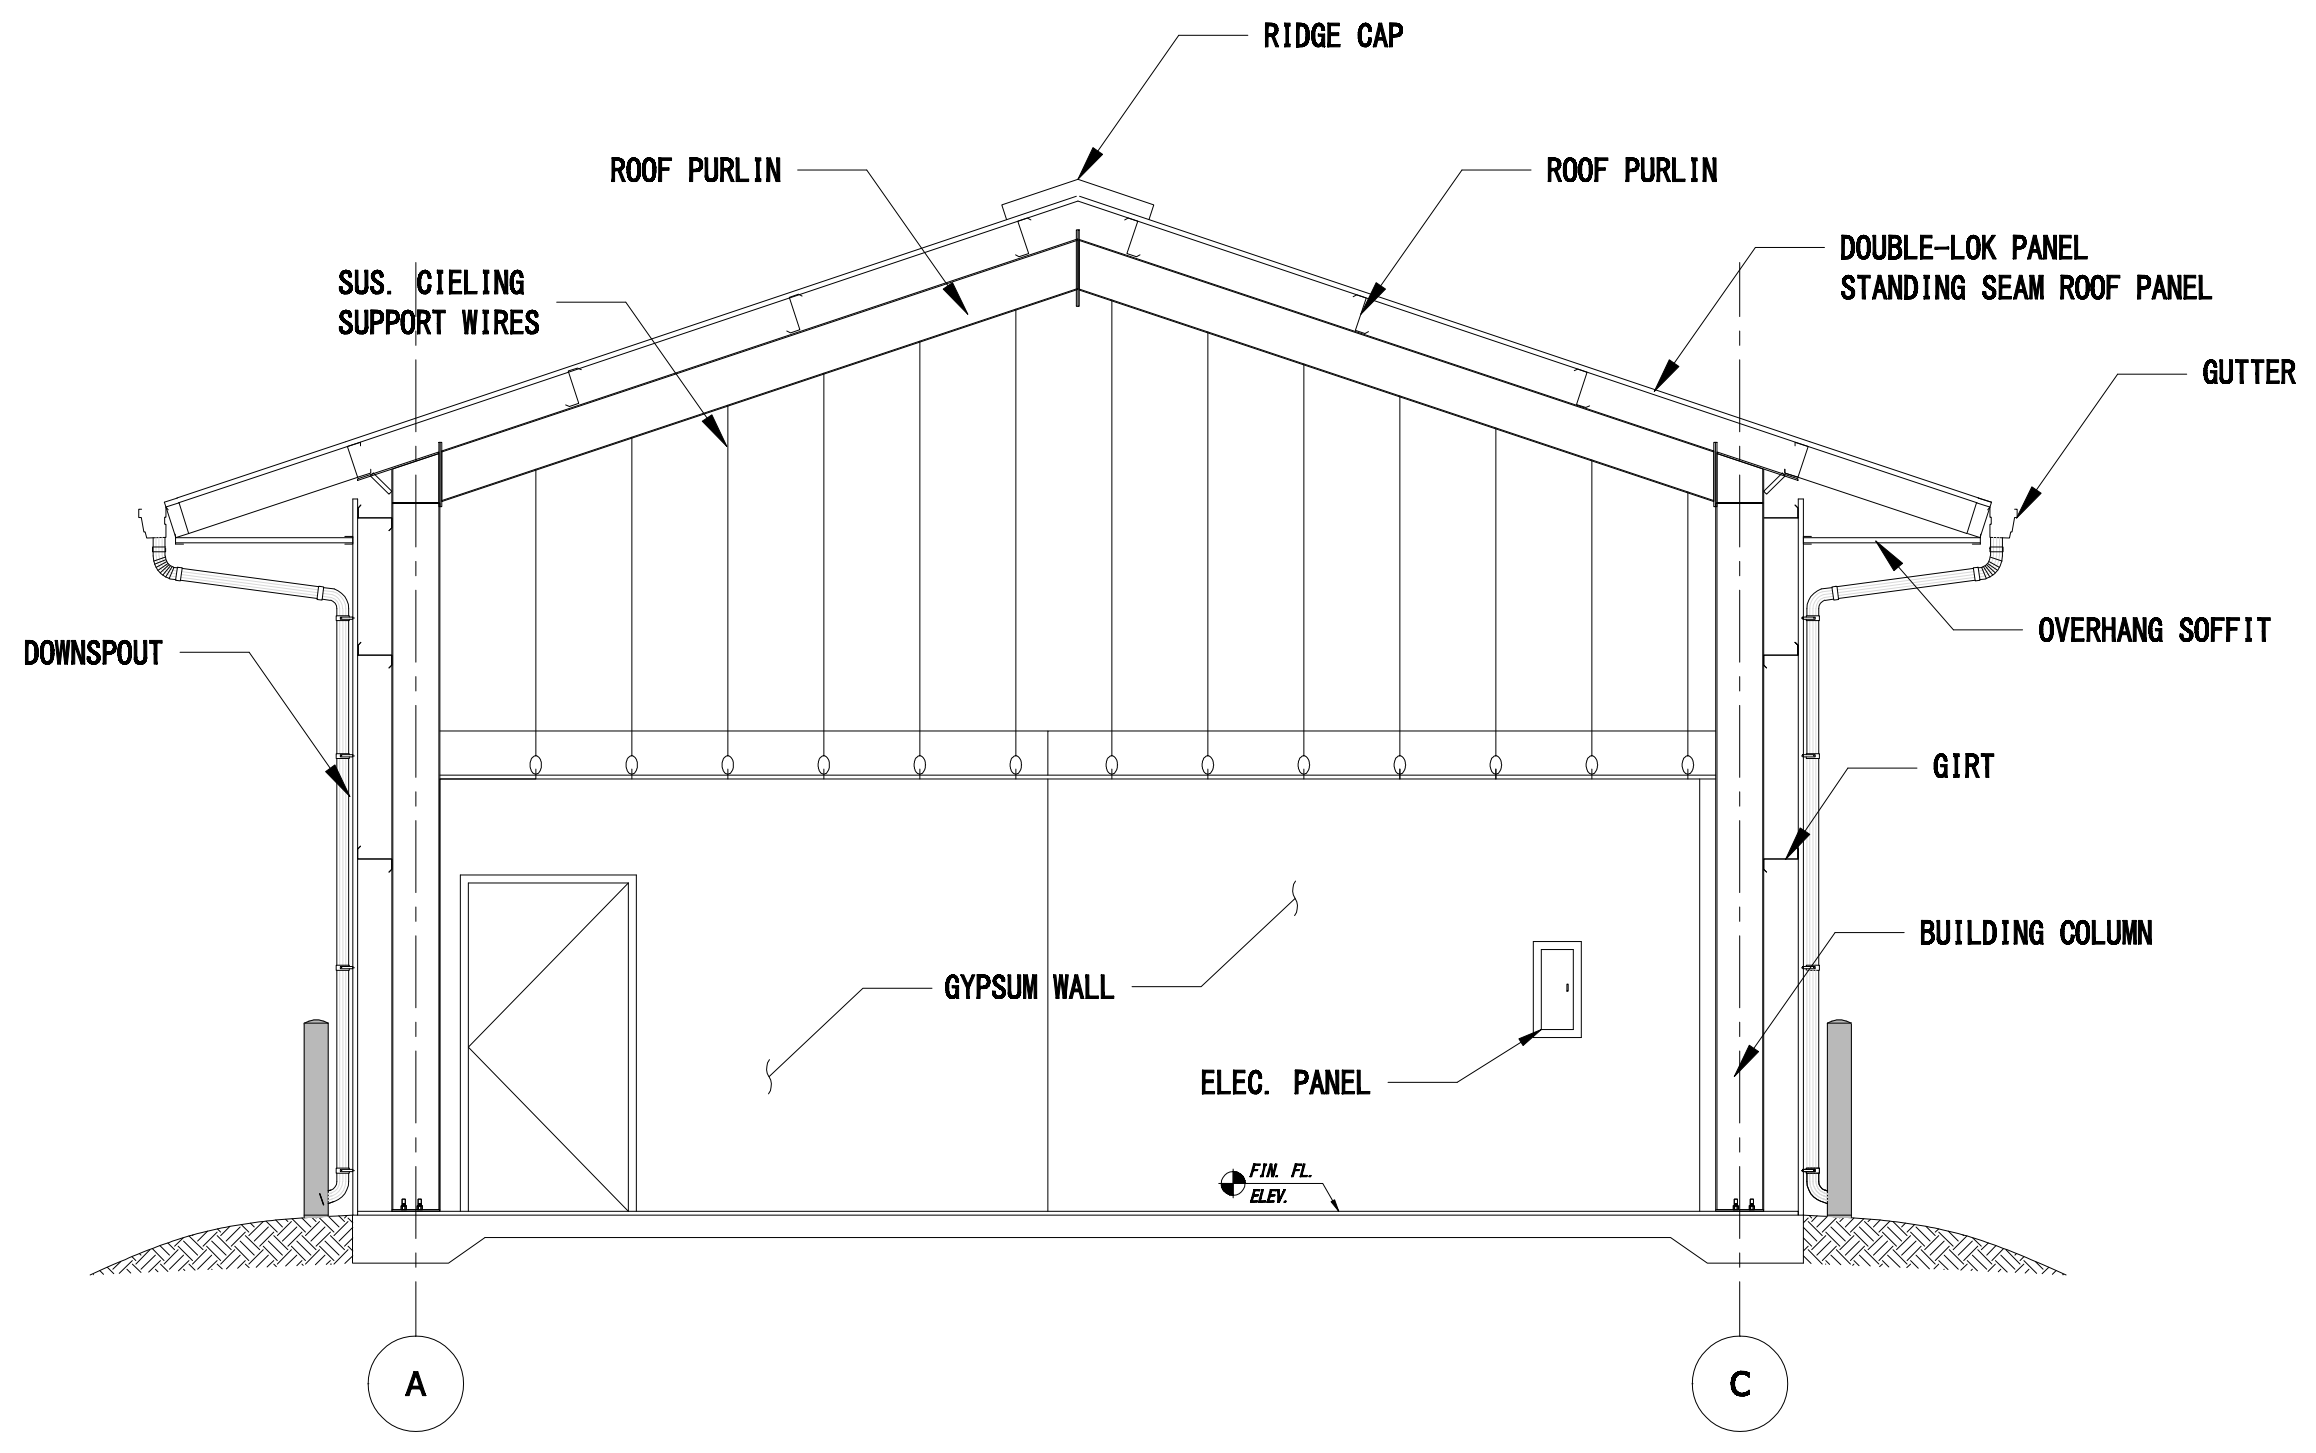 RIDGE CAP
ROOF PURLIN
ROOF PURLIN
DOUBLE-LOK PANEL
STANDING SEAM ROOF PANEL
SUS. CIELING
SUPPORT WIRES
GUTTER
OVERHANG SOFFIT
DOWNSPOUT
GIRT
BUILDING COLUMN
GYPSUM WALL
ELEC. PANEL
FIN. FL.
ELEV.
A
C